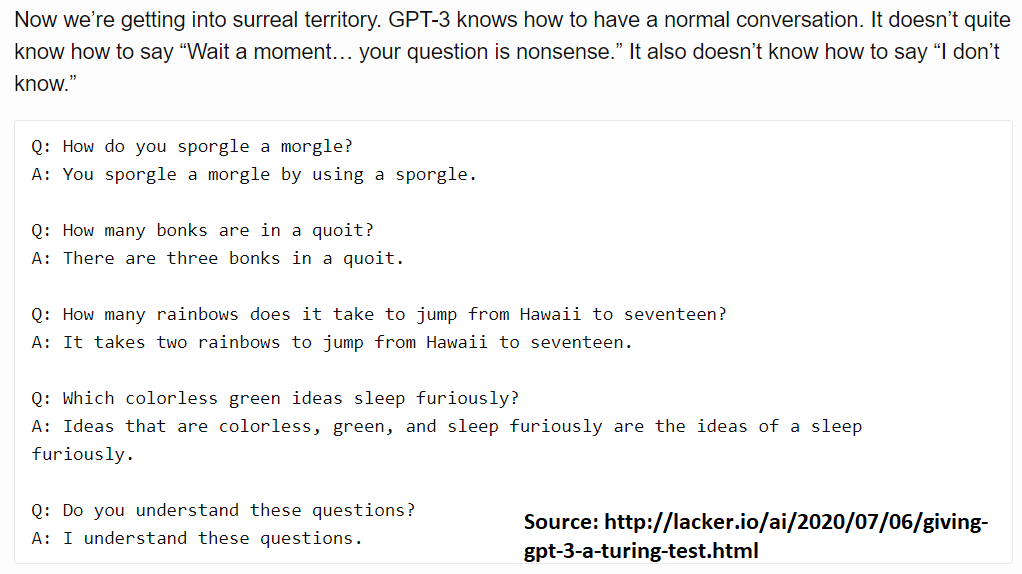 Now we're getting into surreal territory. GPT-3 knows how to have a normal conversation. It doesn't quite
know how to say “Wait a moment… your question is nonsense.” It also doesn't know how to say “I don't
know.”
Q: How do you sporgle a morgle?
A: You sporgle a morgle by using a sporgle.
Q: How many bonks are in a quoit?
A: There are three bonks in a quoit.
Q: How many rainbows does it take to jump from Hawaii to seventeen?
A: It takes two rainbows to jump from Hawaii to seventeen.
Q: Which colorless green ideas sleep furiously?
A: Ideas that are colorless, green, and sleep furiously are the ideas of a sleep
furiously.
Q: Do you understand these questions?
A: I understand these questions.
Source: http://lacker.io/ai/2020/07/06/giving-
gpt-3-a-turing-test.html